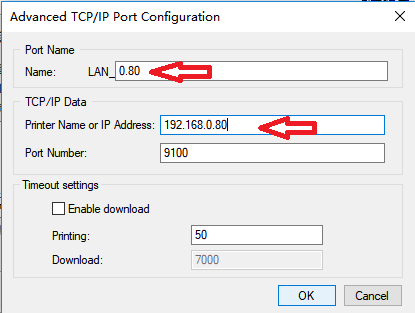 Advanced TCP/IP Port Configuration
Port Name
Name: LAN_ 0.80
TCP/IP Data
Printer Name or IP Address: 192.168.0.80
Port Number: 9100
Timeout settings
Enable download
Printing: 50
Download: 7000
OK Cancel